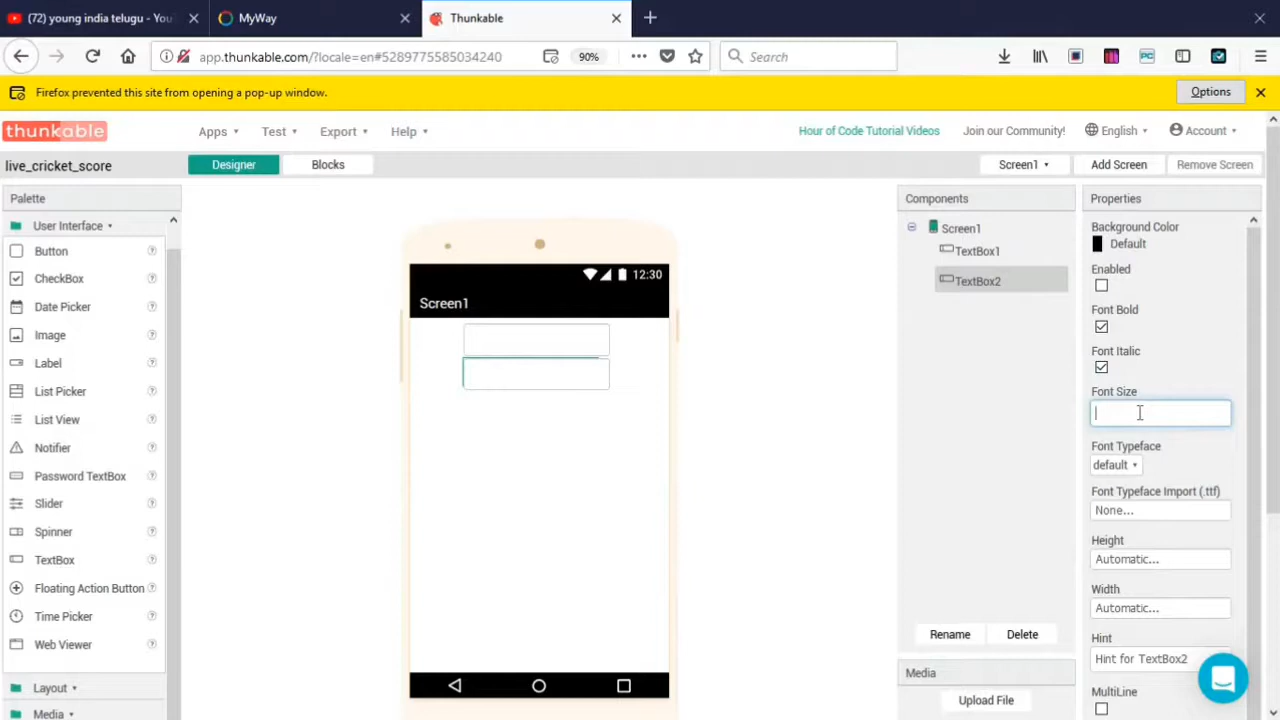 (72) young india telugu - You
MyWay
Thunkable
app.thunkable.com/?locale=en#5289775585034240
90%
Search
Firefox prevented this site from opening a pop-up window.
Options
thunkable
Apps
Test
Export
Help
Hour of Code Tutorial Videos
Join our Community!
English
Account
live_cricket_score
Designer
Blocks
Screen1
Add Screen
Remove Screen
Palette
User Interface
Button
CheckBox
Date Picker
Image
Label
List Picker
List View
Notifier
Password TextBox
Slider
Spinner
TextBox
Floating Action Button
Time Picker
Web Viewer
Layout
Media
12:30
Screen1
Components
Screen1
TextBox1
TextBox2
Rename
Delete
Media
Upload File
Properties
Background Color
Default
Enabled
Font Bold
Font Italic
Font Size
Font Typeface
default
Font Typeface Import (.ttf)
None...
Height
Automatic...
Width
Automatic...
Hint
Hint for TextBox2
MultiLine